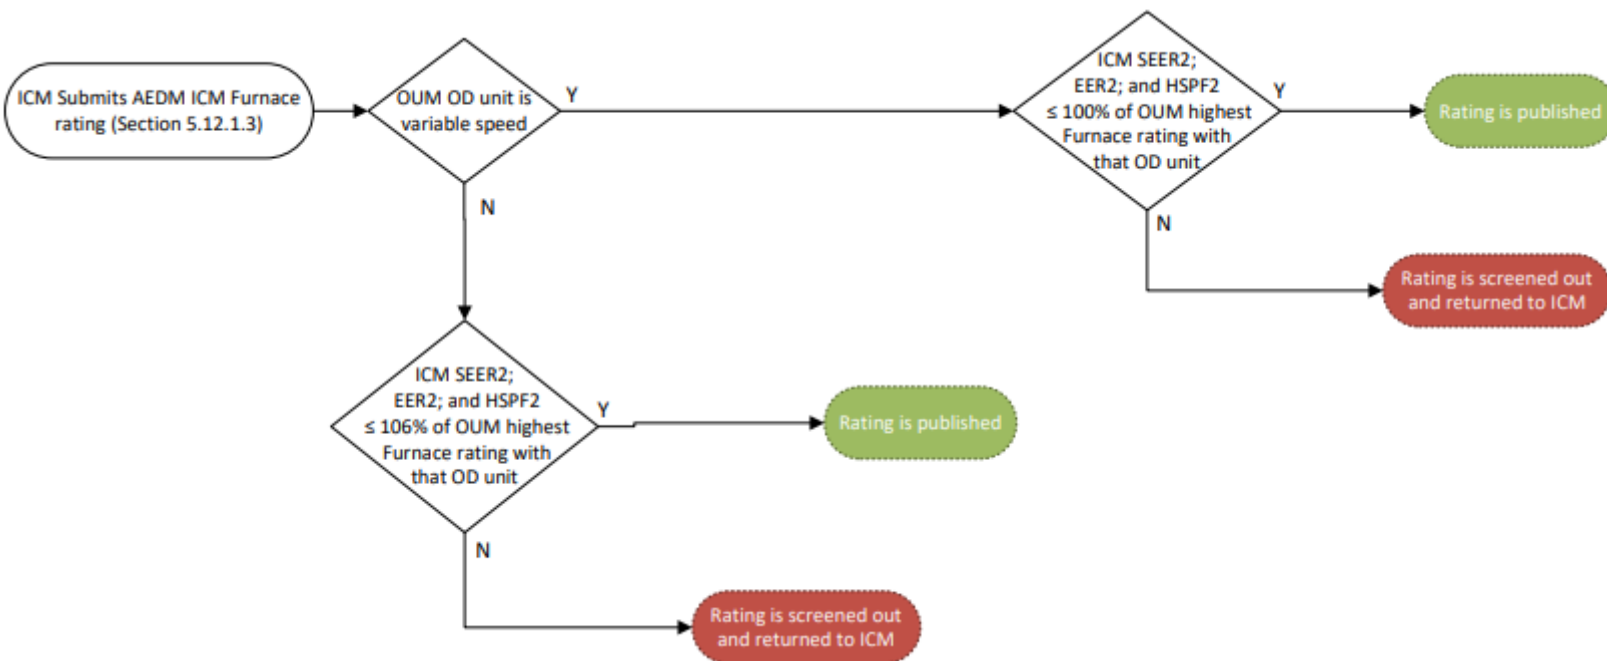 ICM Submits AEDM ICM Furnace
rating (Section 5.12.1.3)
OUM OD unit is
variable speed
Y
ICM SEER2;
EER2; and HSPF2
≤ 100% of OUM highest
Furnace rating with
that OD unit
Y
Rating is published
N
Rating is screened out
and returned to ICM
N
ICM SEER2;
EER2; and HSPF2
≤ 106% of OUM highest
Furnace rating with
that OD unit
Y
Rating is published
N
Rating is screened out
and returned to ICM